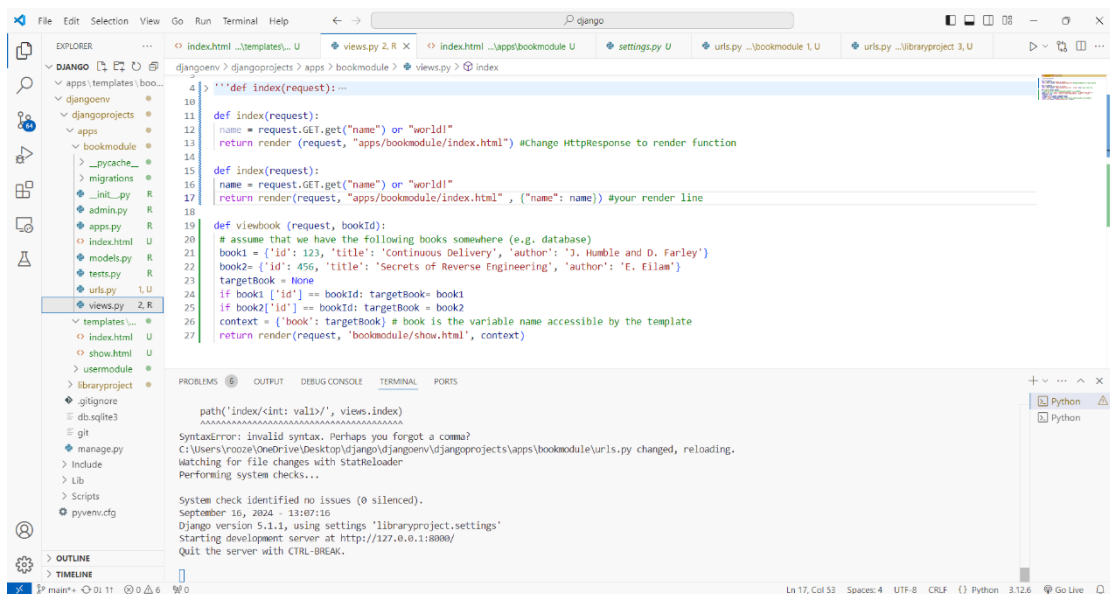 File Edit Selection View Go Run Terminal Help
django
EXPLORER
index.html ...\templates\... U
views.py 2, R
index.html ...\apps\bookmodule U
settings.py U
urls.py ...\bookmodule 1, U
urls.py ...\libraryproject 3, U
DJANGO
apps \ templates \ boo...
djangoenv
djangoprojects
apps
bookmodule
__pycache__
migrations
__init__.py R
admin.py R
apps.py R
index.html U
models.py R
tests.py R
urls.py 1, U
views.py 2, R
templates \...
index.html U
show.html U
usermodule
libraryproject
.gitignore
db.sqlite3
git
manage.py
Include
Lib
Scripts
pyvenv.cfg
OUTLINE
TIMELINE
64
djangoenv > djangoprojects > apps > bookmodule > views.py > index
4 '''def index(request): ...
10
11 def index(request):
12 name = request.GET.get("name") or "world!"
13 return render (request, "apps/bookmodule/index.html") #Change HttpResponse to render function
14
15 def index(request):
16 name = request.GET.get("name") or "world!"
17 return render(request, "apps/bookmodule/index.html" , {"name": name}) #your render line
18
19 def viewbook (request, bookId):
20 # assume that we have the following books somewhere (e.g. database)
21 book1 = {'id': 123, 'title': 'Continuous Delivery', 'author': 'J. Humble and D. Farley'}
22 book2= {'id': 456, 'title': 'Secrets of Reverse Engineering', 'author': 'E. Eilam'}
23 targetBook = None
24 if book1 ['id'] == bookId: targetBook= book1
25 if book2['id'] == bookId: targetBook = book2
26 context = {'book': targetBook} # book is the variable name accessible by the template
27 return render(request, 'bookmodule/show.html', context)
PROBLEMS 6 OUTPUT DEBUG CONSOLE TERMINAL PORTS
Python
Python
path('index/<int: val1>/', views.index)
^^^^^^^^^^^^^^^^^^^^^^^^^^^^^^^^^^^^^^^
SyntaxError: invalid syntax. Perhaps you forgot a comma?
C:\Users\rooze\OneDrive\Desktop\django\djangoenv\djangoprojects\apps\bookmodule\urls.py changed, reloading.
Watching for file changes with StatReloader
Performing system checks...
System check identified no issues (0 silenced).
September 16, 2024 - 13:07:16
Django version 5.1.1, using settings 'libraryproject.settings'
Starting development server at http://127.0.0.1:8000/
Quit the server with CTRL-BREAK.
main*+ 0↓ 1↑ 0 6 0 Ln 17, Col 53 Spaces: 4 UTF-8 CRLF {} Python 3.12.6 Go Live